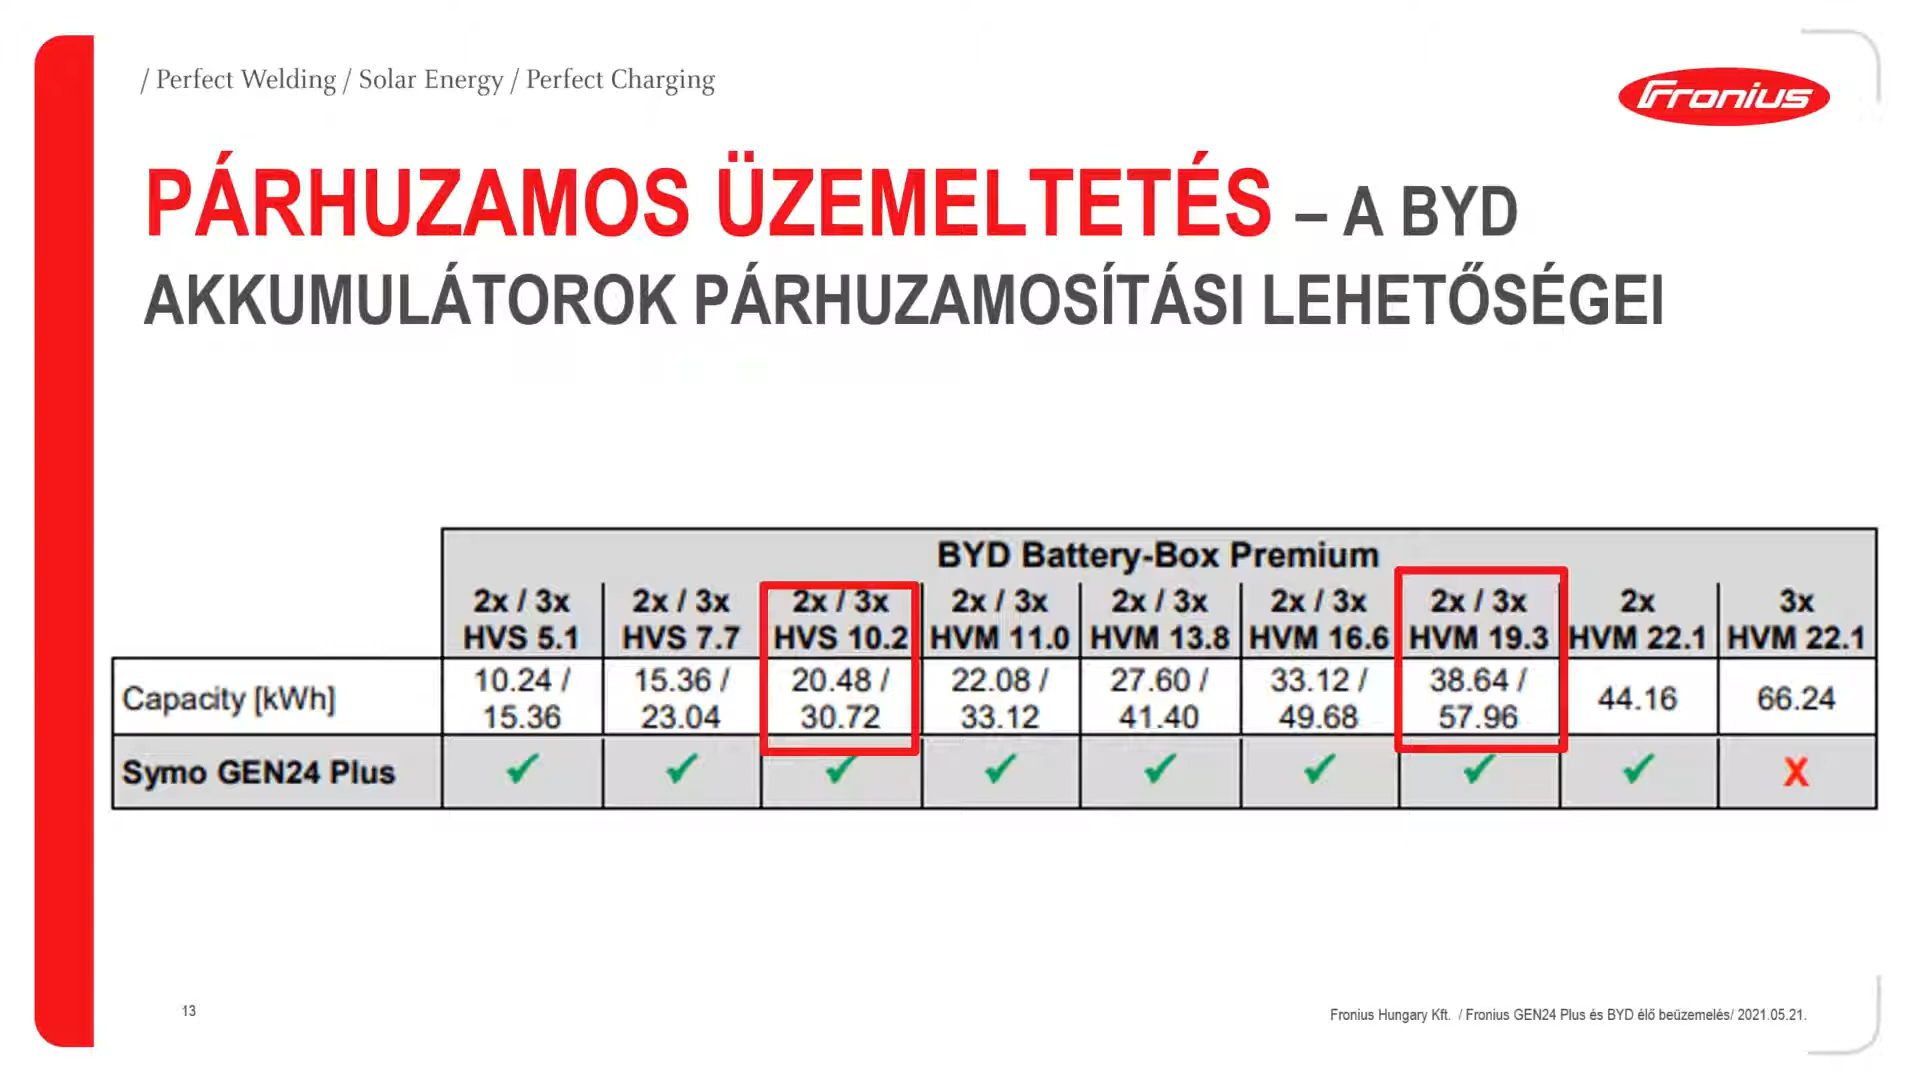 / Perfect Welding / Solar Energy / Perfect Charging
Fronius
PÁRHUZAMOS ÜZEMELTETÉS – A BYD
AKKUMULÁTOROK PÁRHUZAMOSÍTÁSI LEHETŐSÉGEI
BYD Battery-Box Premium
2x / 3x HVS 5.1 2x / 3x HVS 7.7 2x / 3x HVS 10.2 2x / 3x HVM 11.0 2x / 3x HVM 13.8 2x / 3x HVM 16.6 2x / 3x HVM 19.3 2x HVM 22.1 3x HVM 22.1
Capacity [kWh] 10.24 / 15.36 15.36 / 23.04 20.48 / 30.72 22.08 / 33.12 27.60 / 41.40 33.12 / 49.68 38.64 / 57.96 44.16 66.24
Symo GEN24 Plus ✓ ✓ ✓ ✓ ✓ ✓ ✓ ✓ X
13
Fronius Hungary Kft. / Fronius GEN24 Plus és BYD élő beüzemelés/ 2021.05.21.